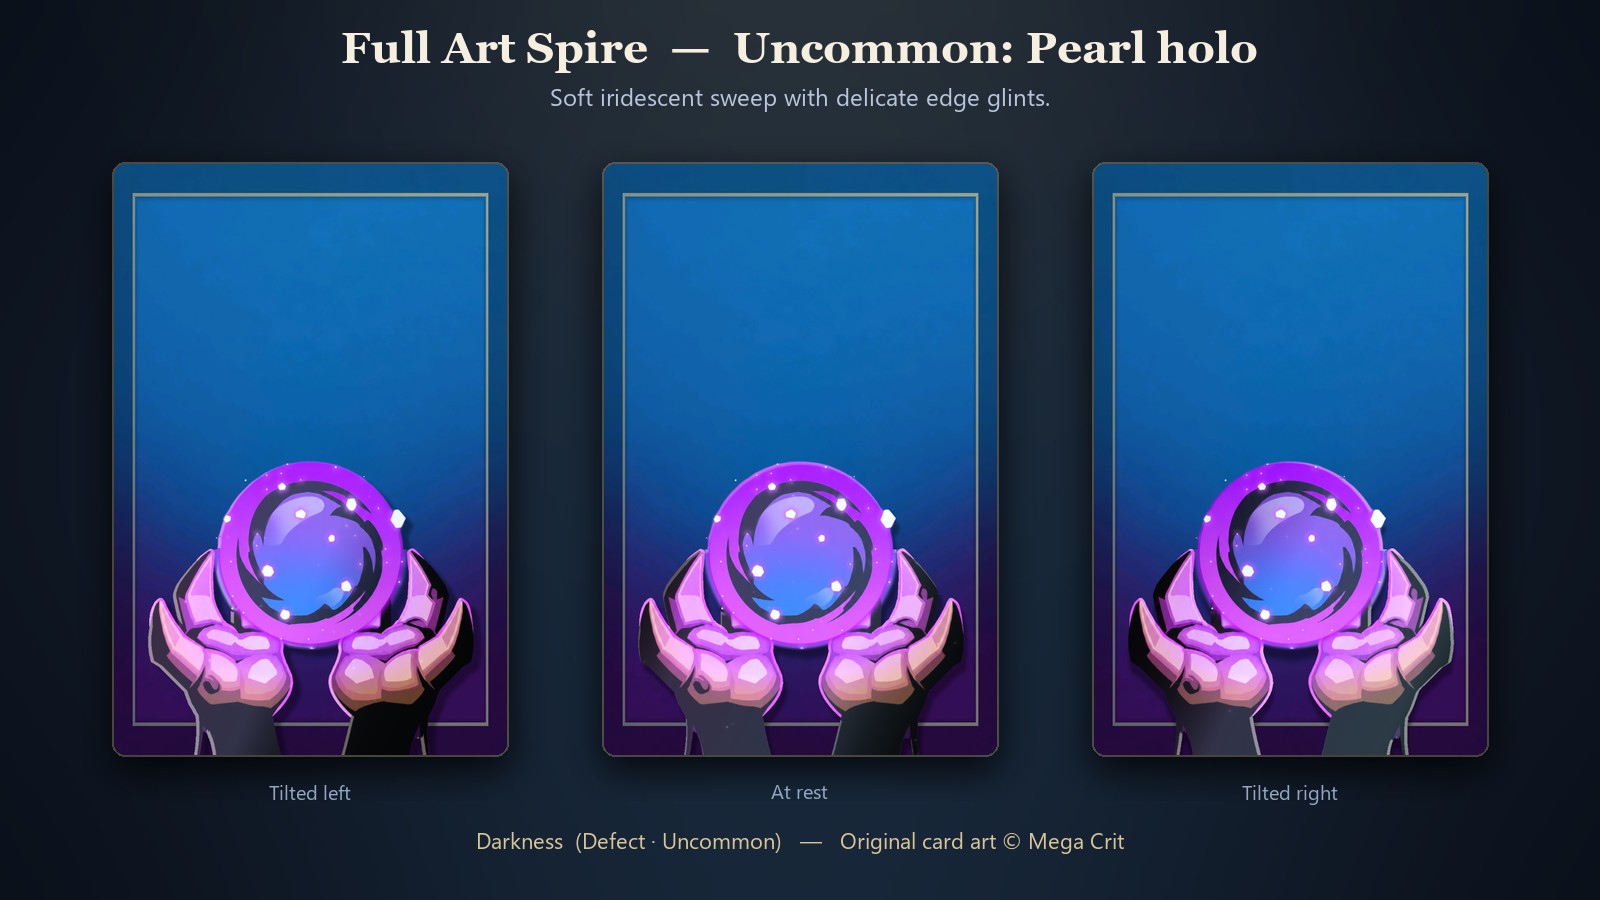 Full Art Spire — Uncommon: Pearl holo
Soft iridescent sweep with delicate edge glints.
Tilted left
At rest
Tilted right
Darkness (Defect · Uncommon) — Original card art © Mega Crit